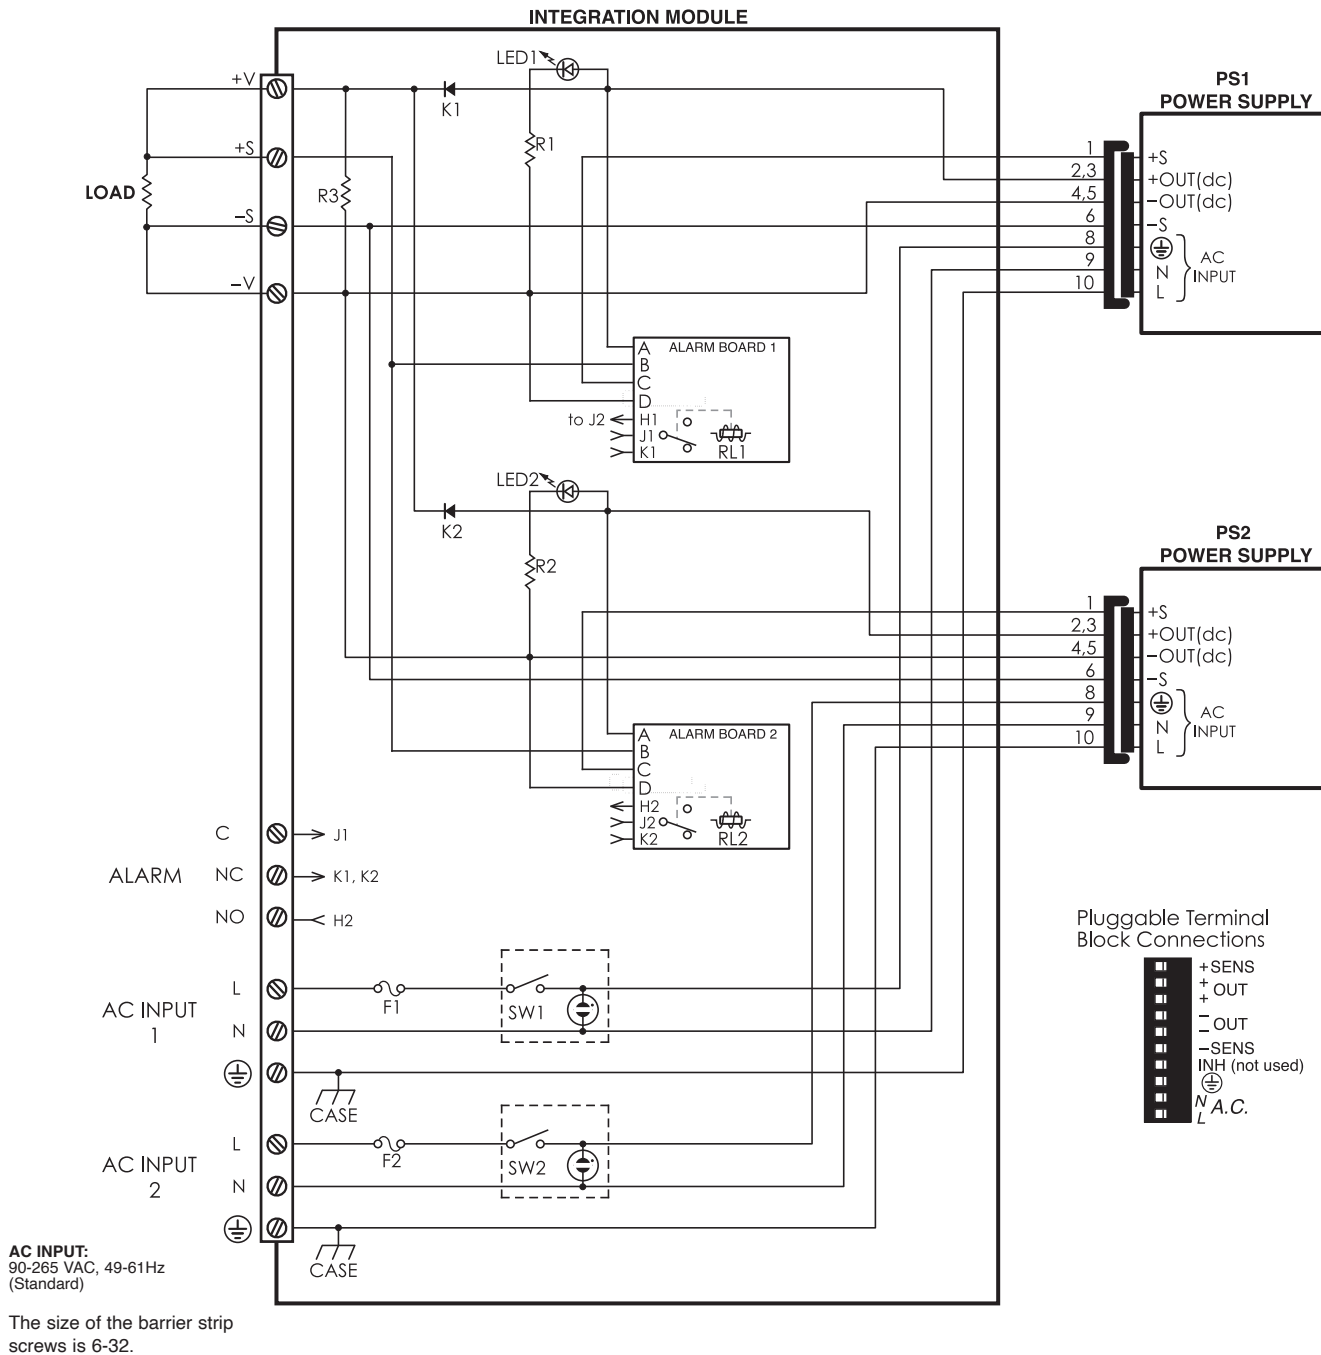 INTEGRATION MODULE
LED1
+V
K1
R1
+S
LOAD
R3
−S
−V
PS1
POWER SUPPLY
1
+S
2,3
+OUT(dc)
4,5
−OUT(dc)
6
−S
8
9
N
10
L
AC
INPUT
A
ALARM BOARD 1
B
C
D
to J2
H1
J1
K1
RL1
LED2
K2
R2
PS2
POWER SUPPLY
1
+S
2,3
+OUT(dc)
4,5
−OUT(dc)
6
−S
8
9
N
10
L
AC
INPUT
A
ALARM BOARD 2
B
C
D
H2
J2
K2
RL2
ALARM
C
J1
NC
K1, K2
NO
H2
AC INPUT
1
L
F1
SW1
N
CASE
AC INPUT
2
L
F2
SW2
N
CASE
Pluggable Terminal
Block Connections
+SENS
+
OUT
+
−
OUT
−
−SENS
INH (not used)
N
A.C.
L
AC INPUT:
90-265 VAC, 49-61Hz
(Standard)
The size of the barrier strip
screws is 6-32.